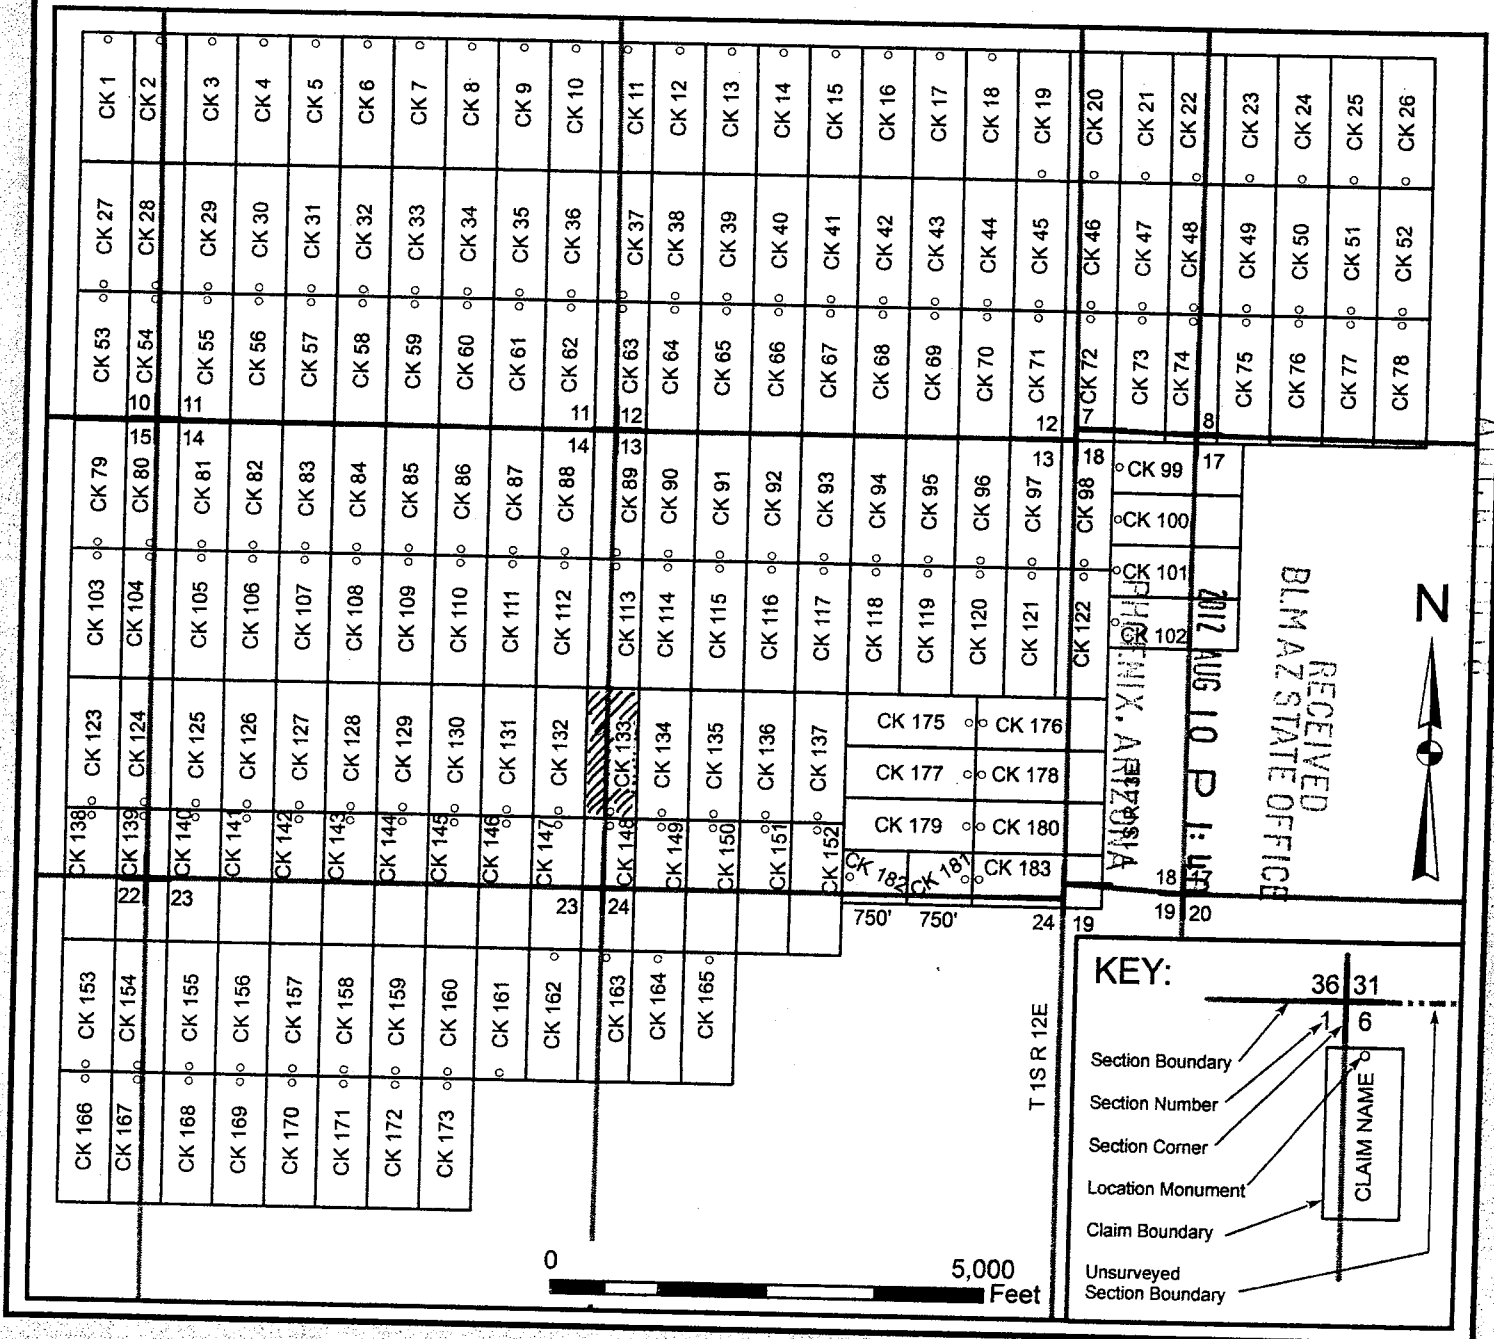 CK 1 CK 2 CK 3 CK 4 CK 5 CK 6 CK 7 CK 8 CK 9 CK 10 CK 11 CK 12 CK 13 CK 14 CK 15 CK 16 CK 17 CK 18 CK 19 CK 20 CK 21 CK 22 CK 23 CK 24 CK 25 CK 26
CK 27 CK 28 CK 29 CK 30 CK 31 CK 32 CK 33 CK 34 CK 35 CK 36 CK 37 CK 38 CK 39 CK 40 CK 41 CK 42 CK 43 CK 44 CK 45 CK 46 CK 47 CK 48 CK 49 CK 50 CK 51 CK 52
CK 53 CK 54 CK 55 CK 56 CK 57 CK 58 CK 59 CK 60 CK 61 CK 62 CK 63 CK 64 CK 65 CK 66 CK 67 CK 68 CK 69 CK 70 CK 71 CK 72 CK 73 CK 74 CK 75 CK 76 CK 77 CK 78
10 11 11 12 12 7 8
15 14 14 13 13 18 17
CK 79 CK 80 CK 81 CK 82 CK 83 CK 84 CK 85 CK 86 CK 87 CK 88 CK 89 CK 90 CK 91 CK 92 CK 93 CK 94 CK 95 CK 96 CK 97 CK 98 CK 99
CK 100
CK 101
CK 102
CK 103 CK 104 CK 105 CK 106 CK 107 CK 108 CK 109 CK 110 CK 111 CK 112 CK 113 CK 114 CK 115 CK 116 CK 117 CK 118 CK 119 CK 120 CK 121 CK 122
CK 123 CK 124 CK 125 CK 126 CK 127 CK 128 CK 129 CK 130 CK 131 CK 132 CK 133 CK 134 CK 135 CK 136 CK 137
CK 175 CK 176
CK 177 CK 178
CK 179 CK 180
CK 182 CK 181 CK 183
CK 138 CK 139 CK 140 CK 141 CK 142 CK 143 CK 144 CK 145 CK 146 CK 147 CK 148 CK 149 CK 150 CK 151 CK 152
18 17
22 23 23 24 750' 750' 24 19 19 20
CK 153 CK 154 CK 155 CK 156 CK 157 CK 158 CK 159 CK 160 CK 161 CK 162 CK 163 CK 164 CK 165
CK 166 CK 167 CK 168 CK 169 CK 170 CK 171 CK 172 CK 173
T 1S R 12E
RECEIVED
BLM AZ STATE OFFICE
2012 AUG 10 P 1:
PHOENIX, ARIZONA
N
KEY:
36 31
1 6
Section Boundary
Section Number
Section Corner
Location Monument
Claim Boundary
Unsurveyed
Section Boundary
CLAIM NAME
0 5,000
Feet